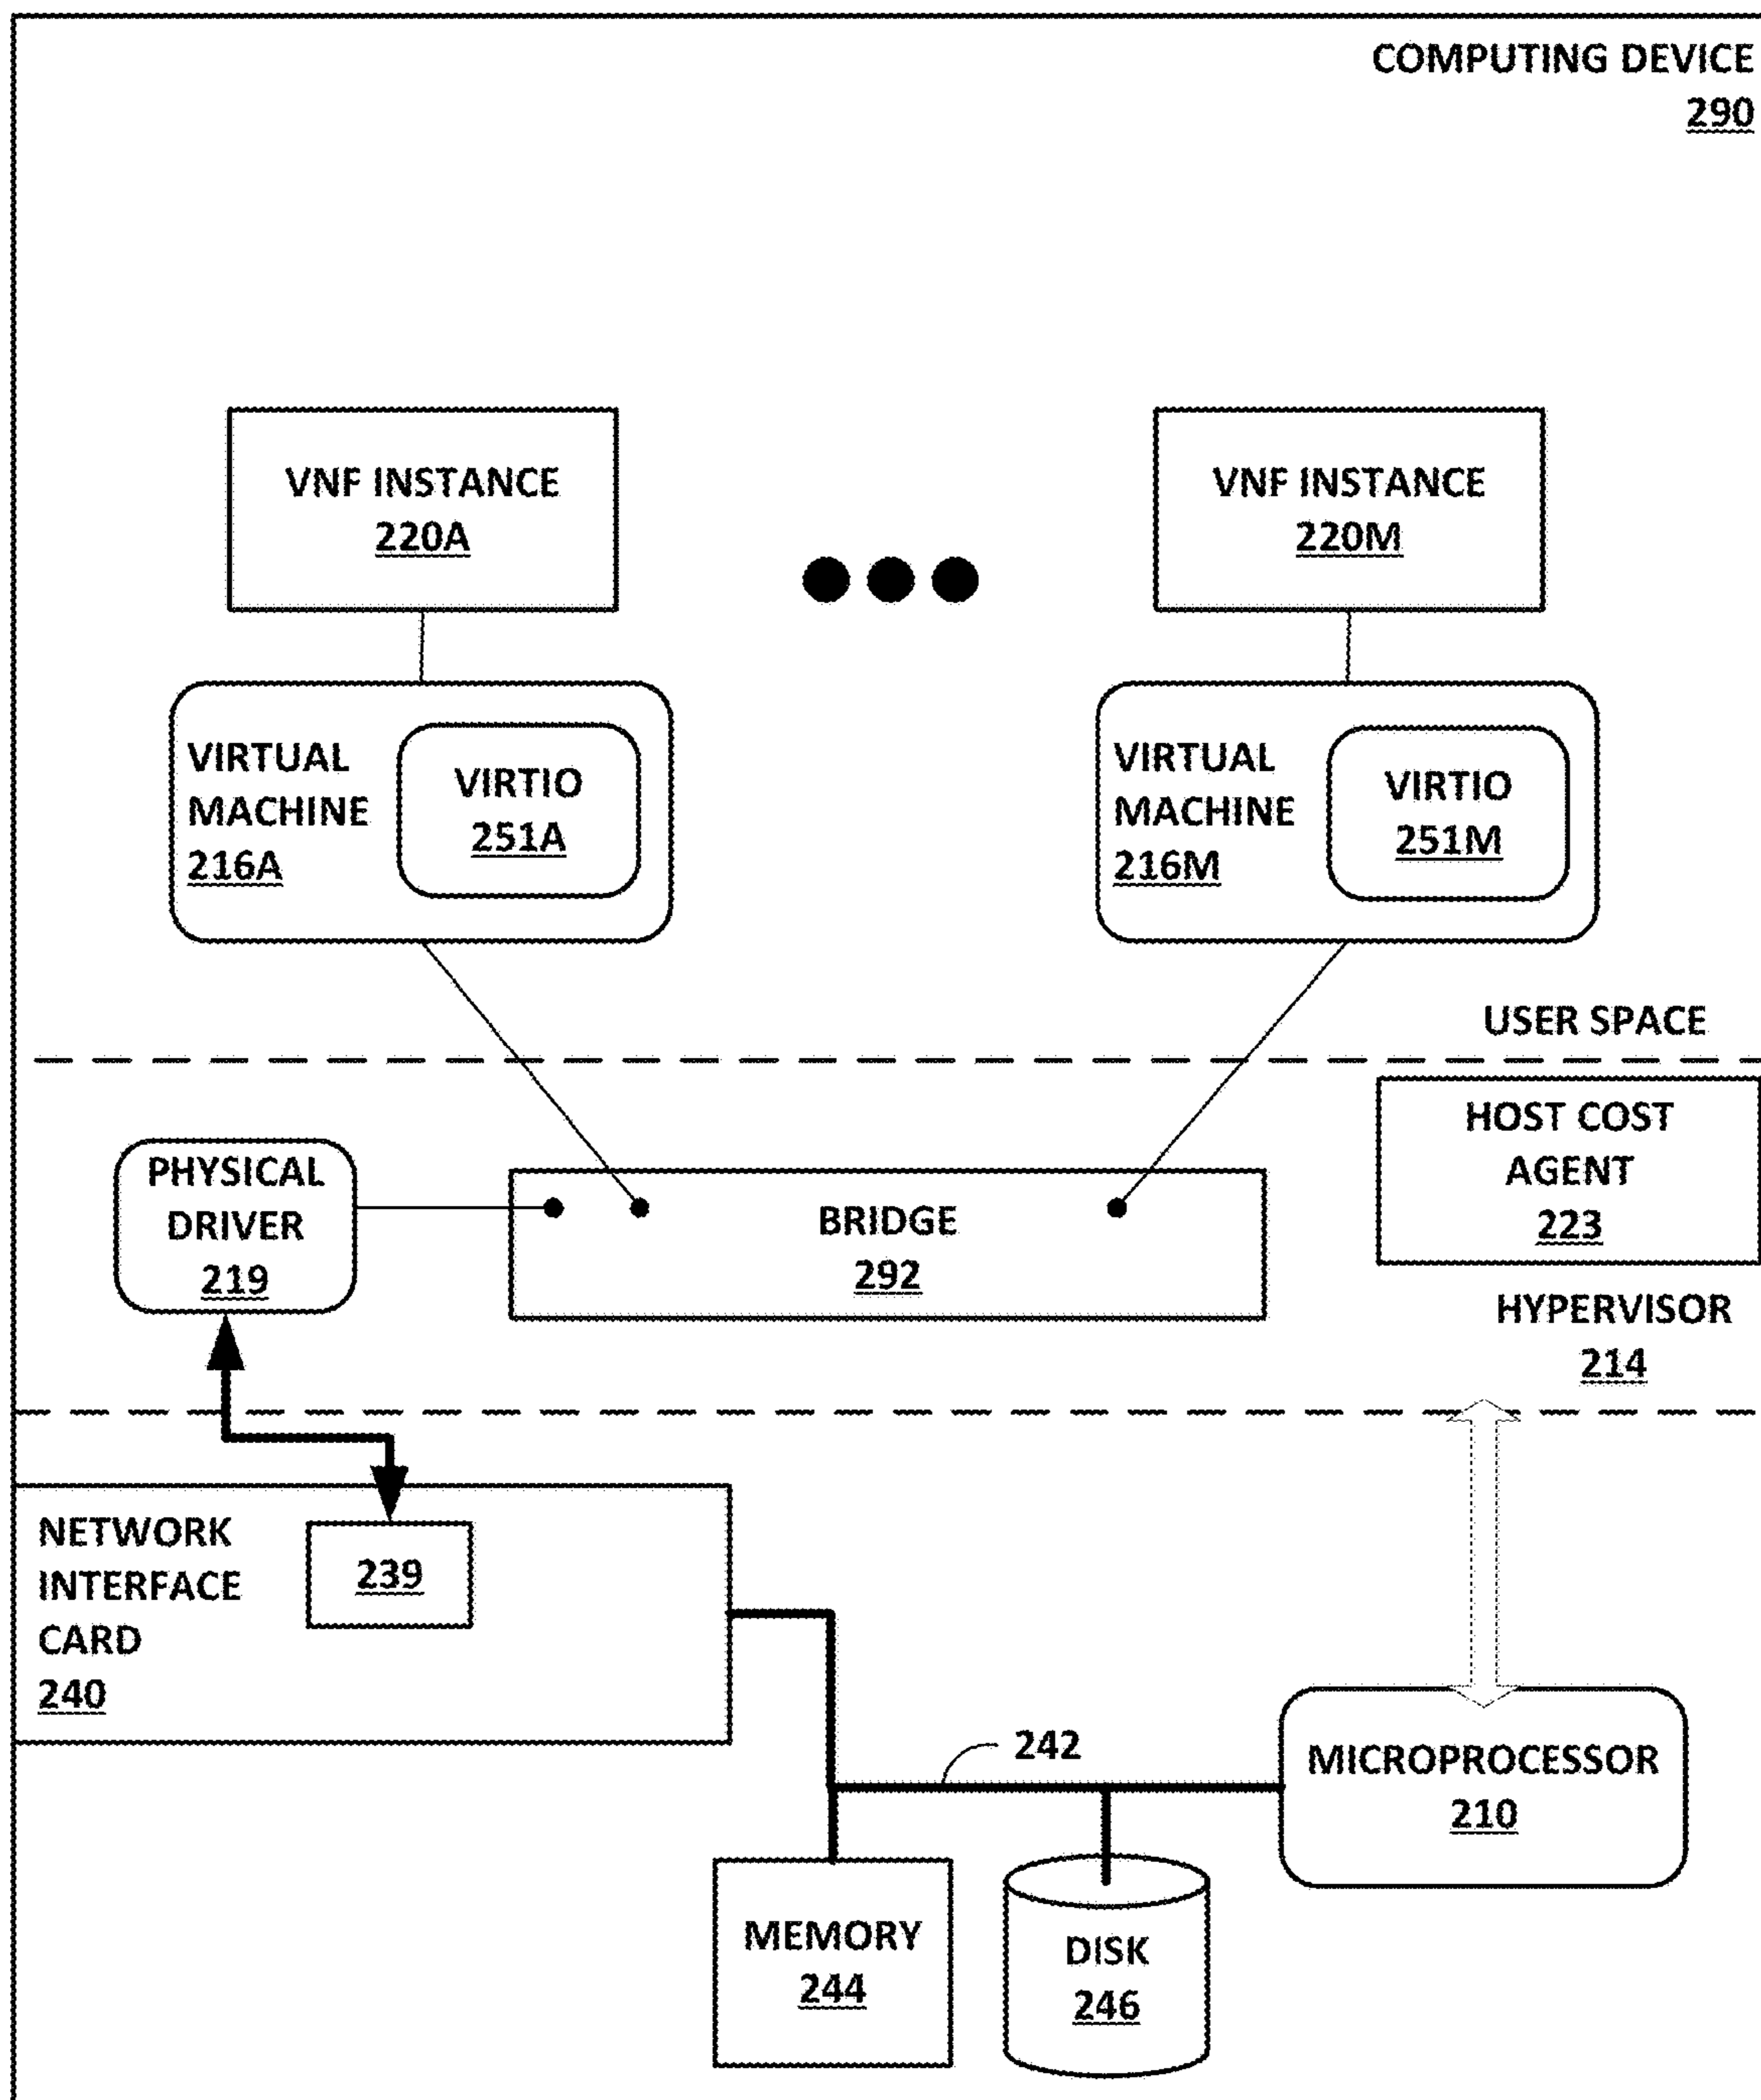 COMPUTING DEVICE
290
VNF INSTANCE
220A
VNF INSTANCE
220M
VIRTUAL
MACHINE
216A
VIRTIO
251A
VIRTUAL
MACHINE
216M
VIRTIO
251M
USER SPACE
PHYSICAL
DRIVER
219
BRIDGE
292
HOST COST
AGENT
223
HYPERVISOR
214
NETWORK
INTERFACE
CARD
240
239
242
MICROPROCESSOR
210
MEMORY
244
DISK
246